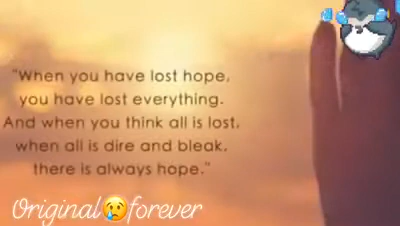 "When you have lost hope,
you have lost everything.
And when you think all is lost,
when all is dire and bleak,
there is always hope."
Original😢forever